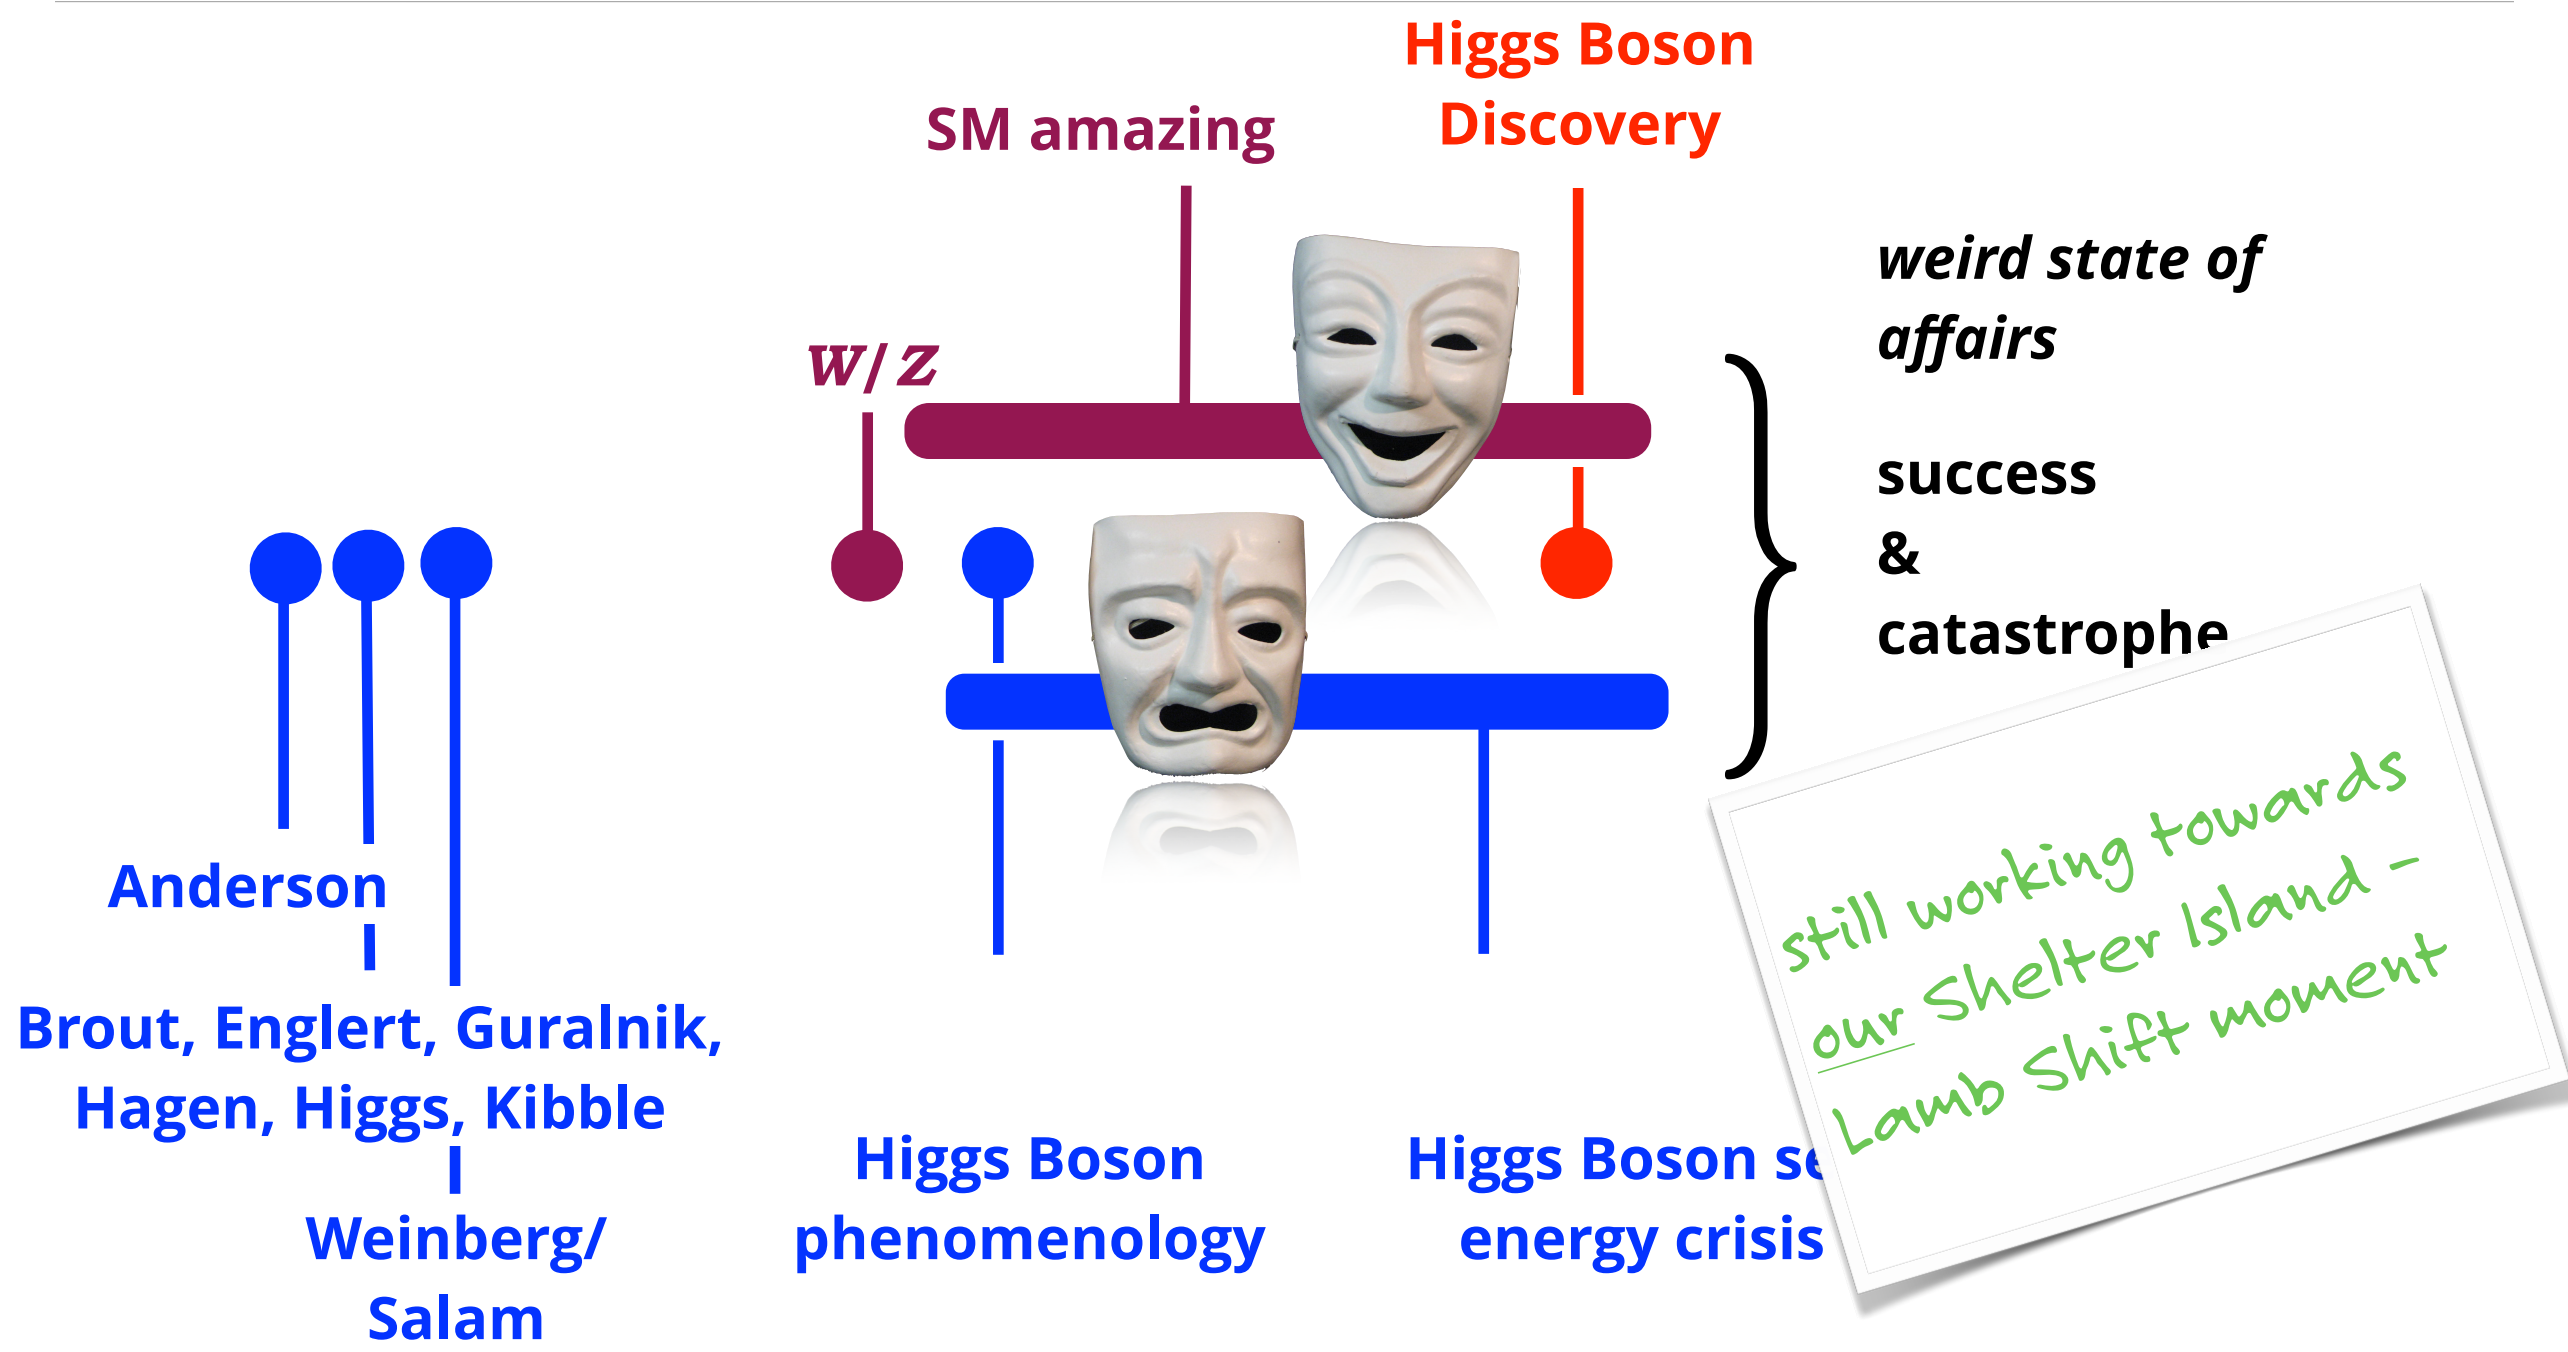 Higgs Boson
Discovery
SM amazing
W/Z
weird state of
affairs
success
&
catastrophe
Anderson
Brout, Englert, Guralnik,
Hagen, Higgs, Kibble
Weinberg/
Salam
Higgs Boson
phenomenology
Higgs Boson
energy crisis
still working towards
our Shelter Island -
Lamb Shift moment